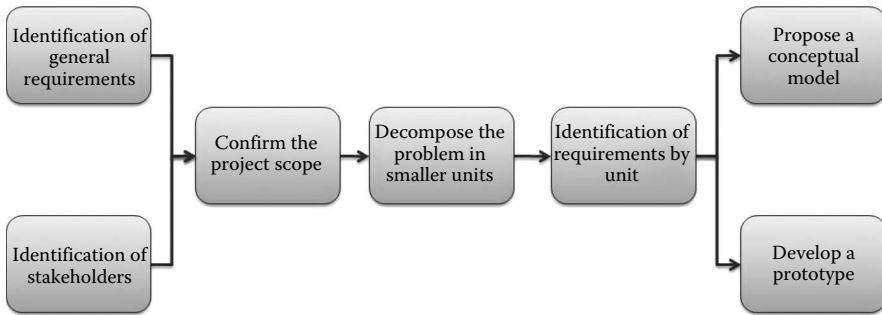 Identification of
general
requirements
Identification of
stakeholders
Confirm the
project scope
Decompose the
problem in
smaller units
Identification of
requirements by
unit
Propose a
conceptual
model
Develop a
prototype